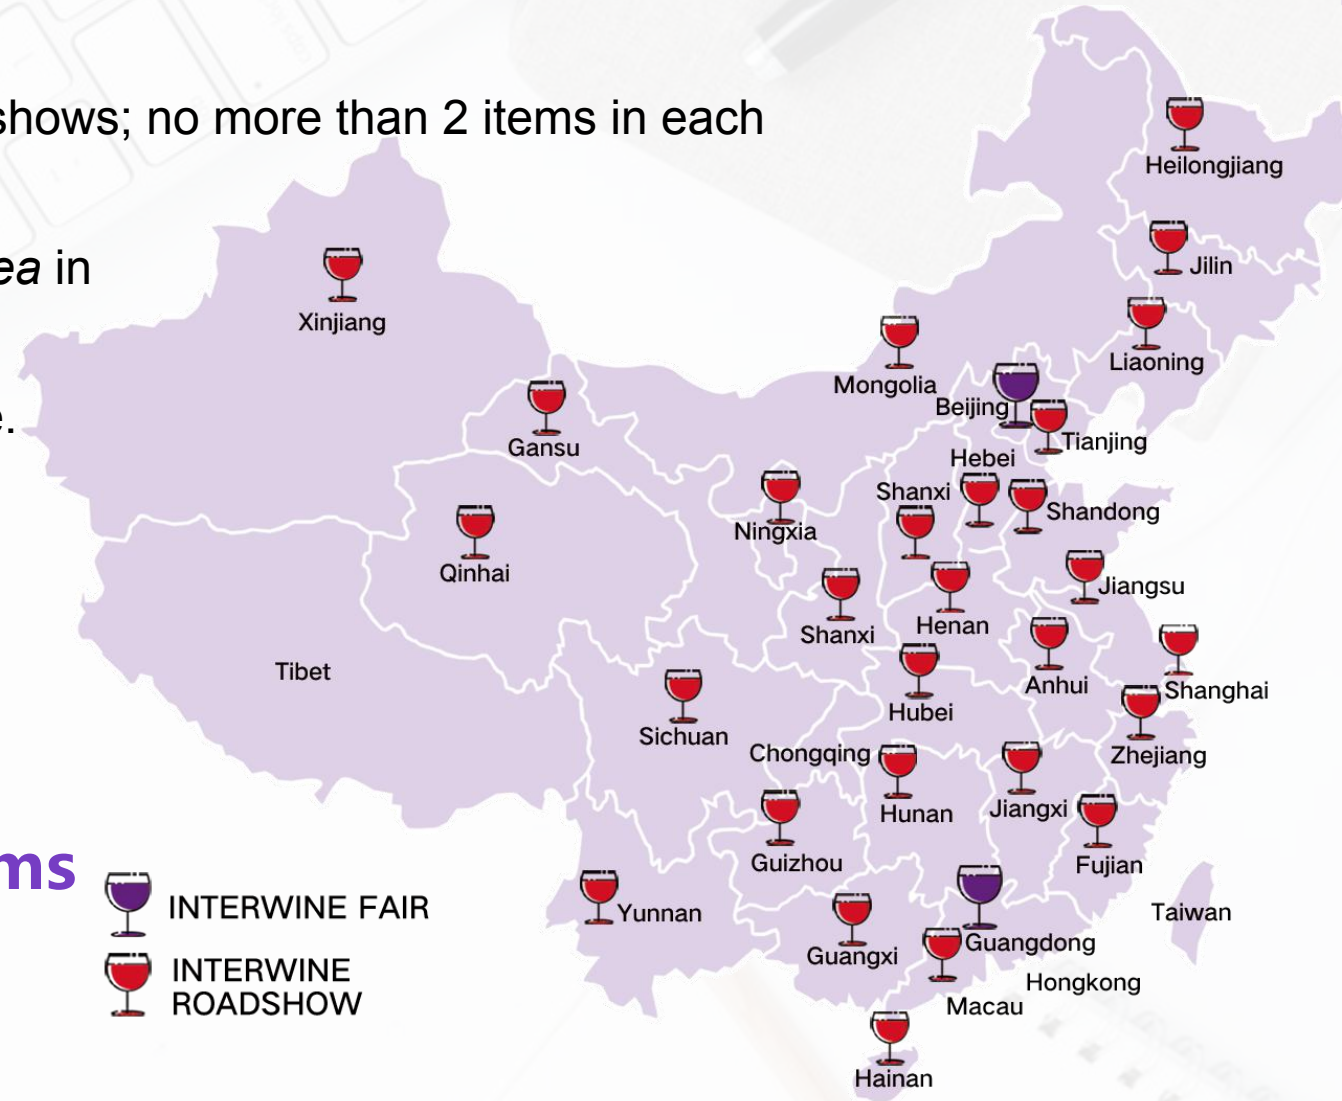 shows; no more than 2 items in each
ea in
e.
Heilongjiang
Jilin
Xinjiang
Liaoning
Mongolia
Beijing
Gansu
Tianjing
Hebei
Shanxi
Shandong
Ningxia
Qinhai
Jiangsu
Shanxi
Henan
Tibet
Anhui
Shanghai
Hubei
Sichuan
Chongqing
Zhejiang
Hunan
Jiangxi
Guizhou
Fujian
ms
INTERWINE FAIR
Yunnan
Taiwan
Guangdong
Guangxi
INTERWINE
ROADSHOW
Hongkong
Macau
Hainan